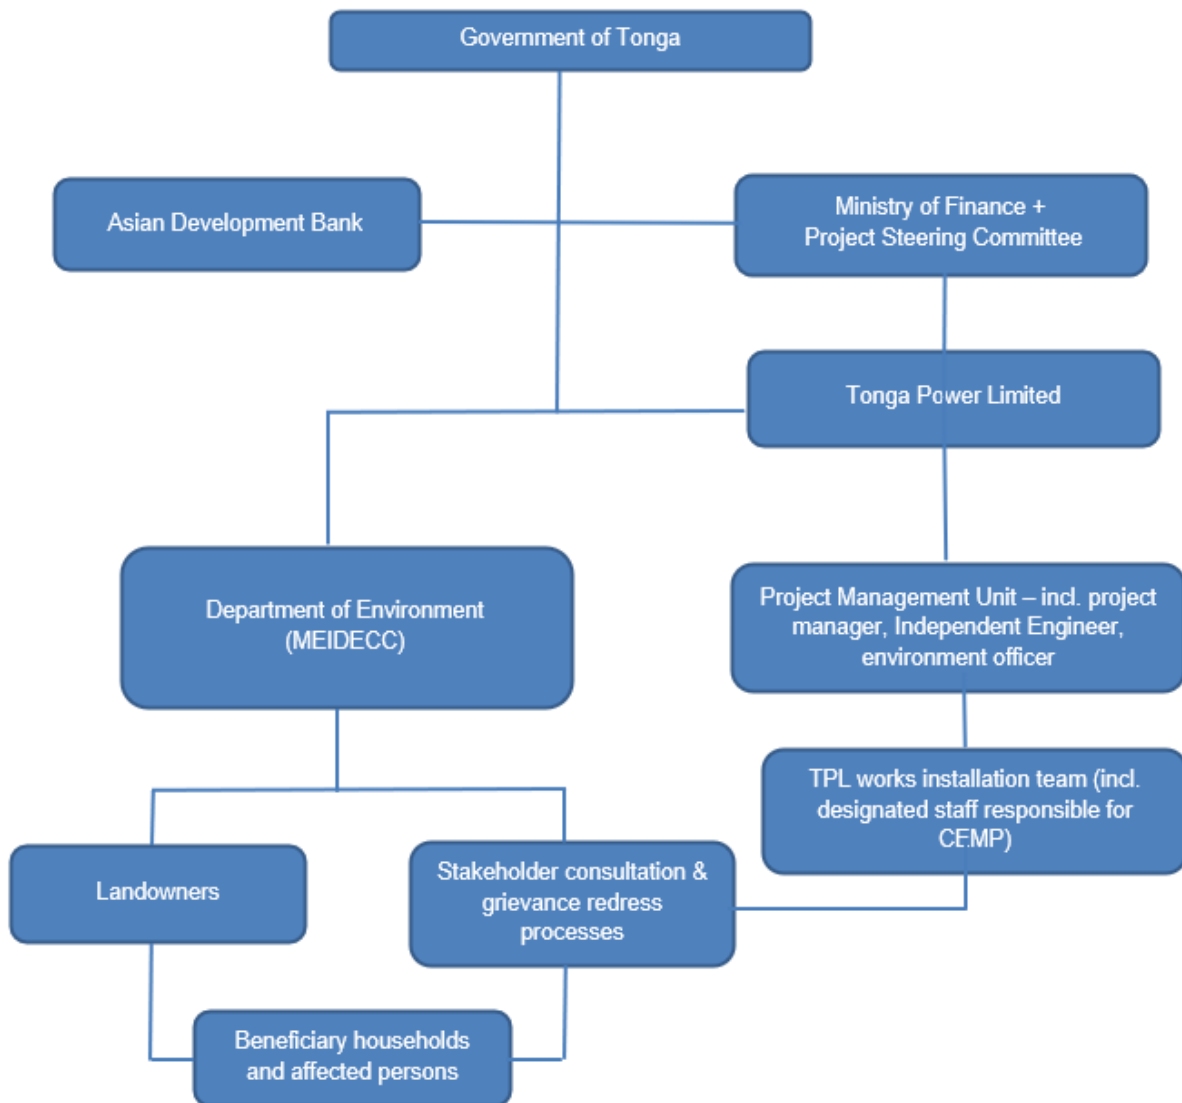 Government of Tonga
Asian Development Bank
Ministry of Finance +
Project Steering Committee
Tonga Power Limited
Department of Environment
(MEIDECC)
Project Management Unit – incl. project
manager, Independent Engineer,
environment officer
TPL works installation team (incl.
designated staff responsible for
CEMP)
Landowners
Stakeholder consultation &
grievance redress
processes
Beneficiary households
and affected persons